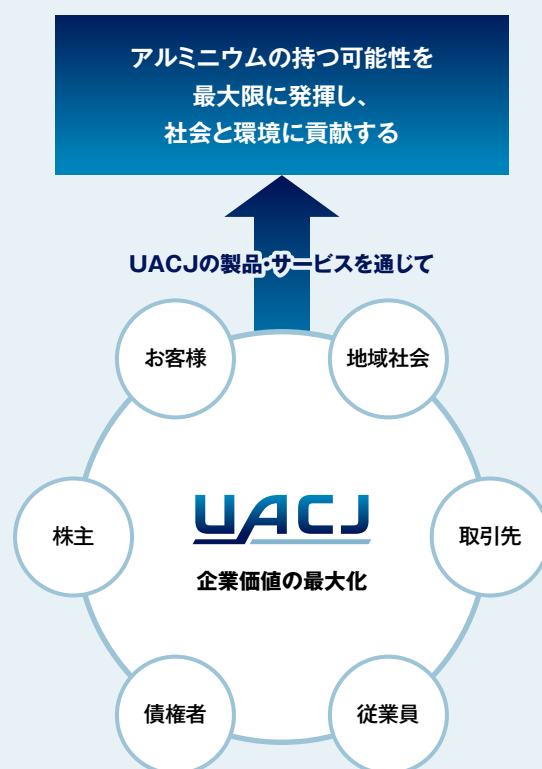 アルミニウムの持つ可能性を
最大限に発揮し、
社会と環境に貢献する
UACJの製品・サービスを通じて
お客様
地域社会
株主
UACJ
取引先
企業価値の最大化
債権者
従業員